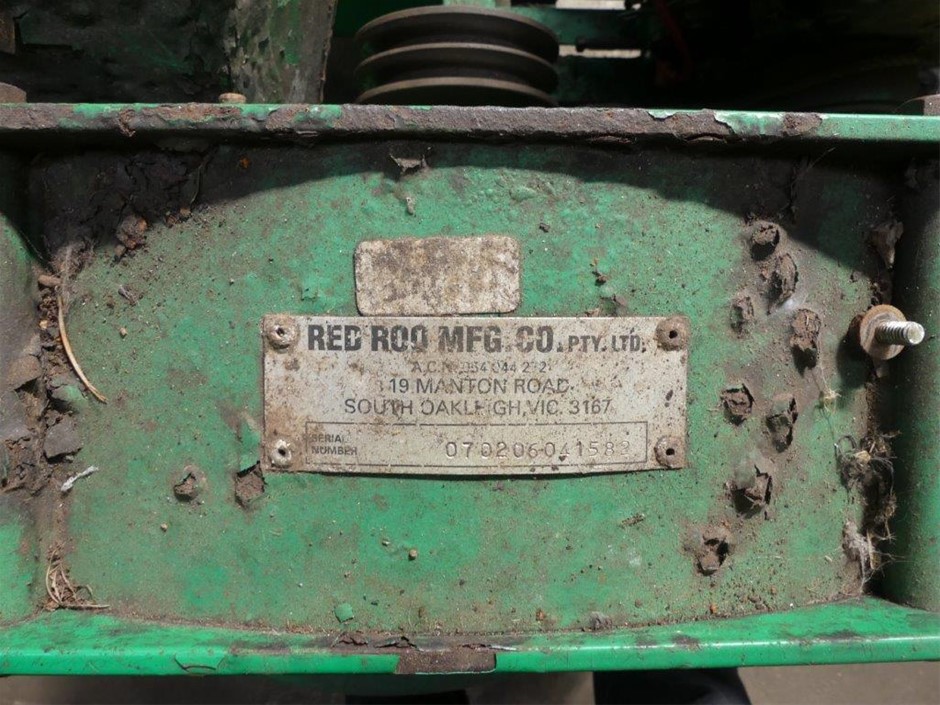 RED ROO MFG. CO. PTY. LTD.
A.C.N.
19 MANTON ROAD.
SOUTH OAKLEIGH, VIC. 3167
SERIAL
NUMBER